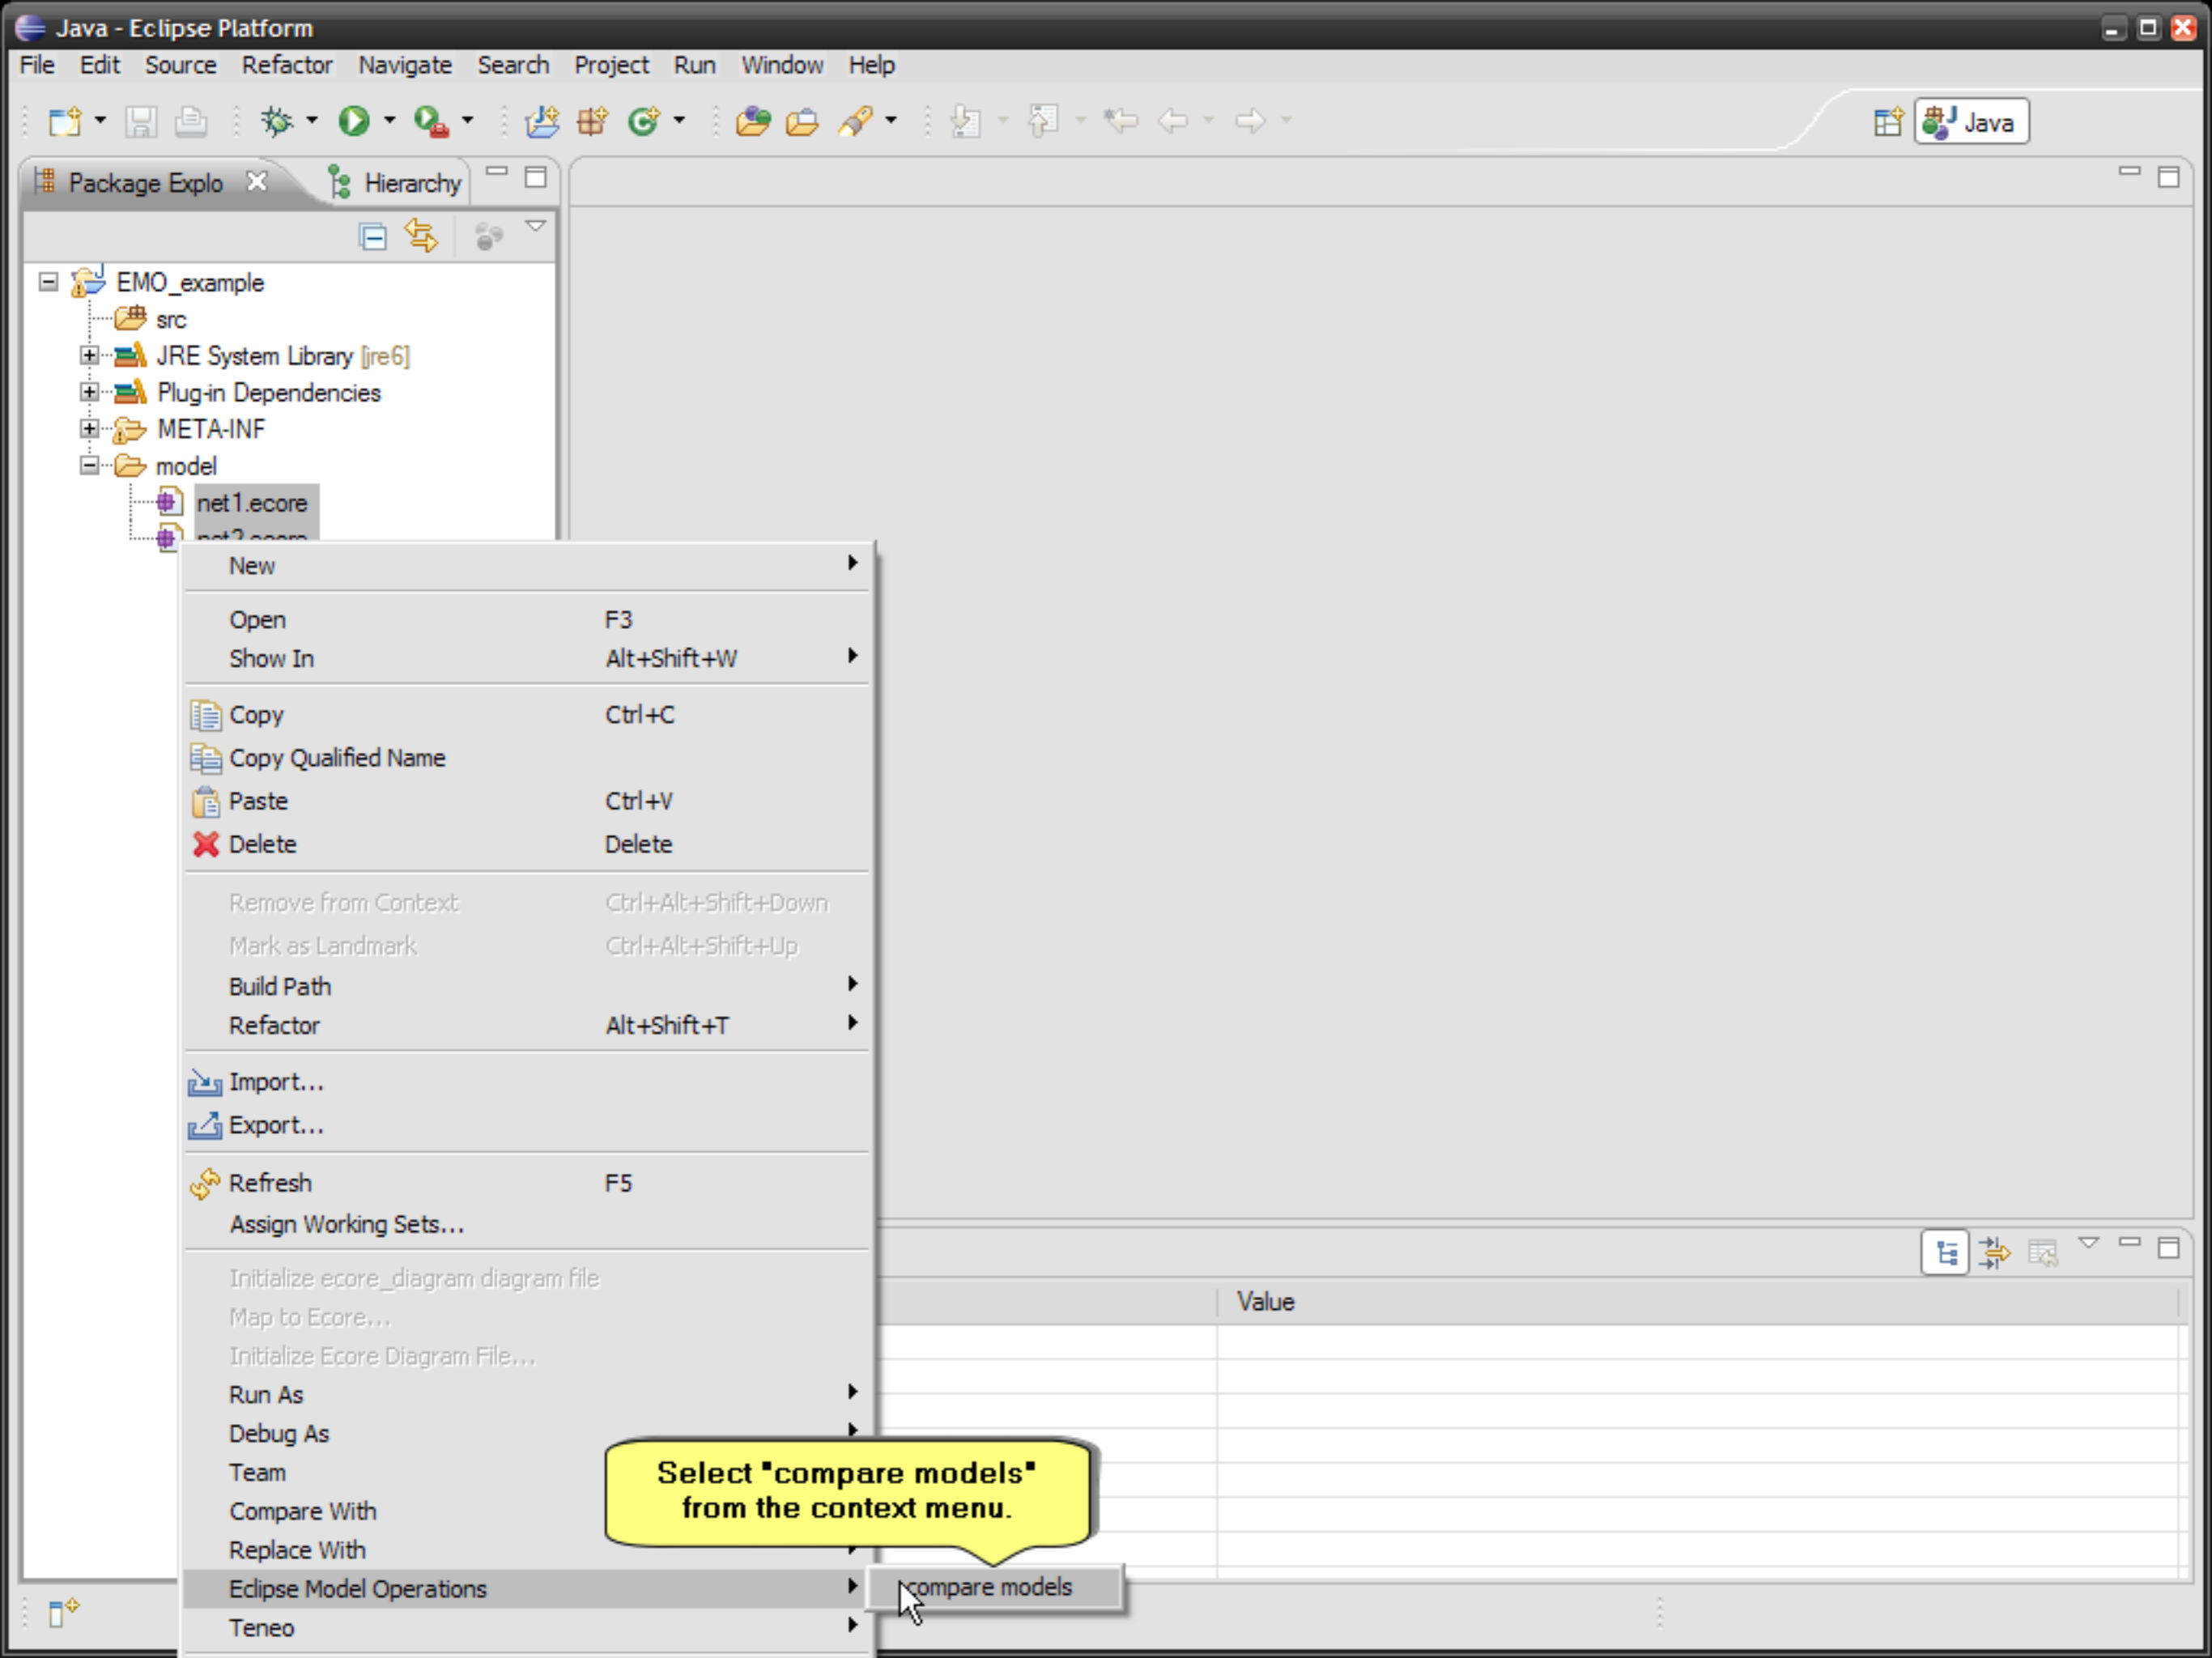 Java - Eclipse Platform
File Edit Source Refactor Navigate Search Project Run Window Help
Java
Package Explo Hierarchy
EMO_example
src
JRE System Library [jre6]
Plug-in Dependencies
META-INF
model
net1.ecore
net2.ecore
New
Open F3
Show In Alt+Shift+W
Copy Ctrl+C
Copy Qualified Name
Paste Ctrl+V
Delete Delete
Remove from Context Ctrl+Alt+Shift+Down
Mark as Landmark Ctrl+Alt+Shift+Up
Build Path
Refactor Alt+Shift+T
Import...
Export...
Refresh F5
Assign Working Sets...
Initialize ecore_diagram diagram file
Map to Ecore...
Initialize Ecore Diagram File...
Run As
Debug As
Team
Compare With
Replace With
Eclipse Model Operations
Teneo
Value
Select "compare models"
from the context menu.
compare models